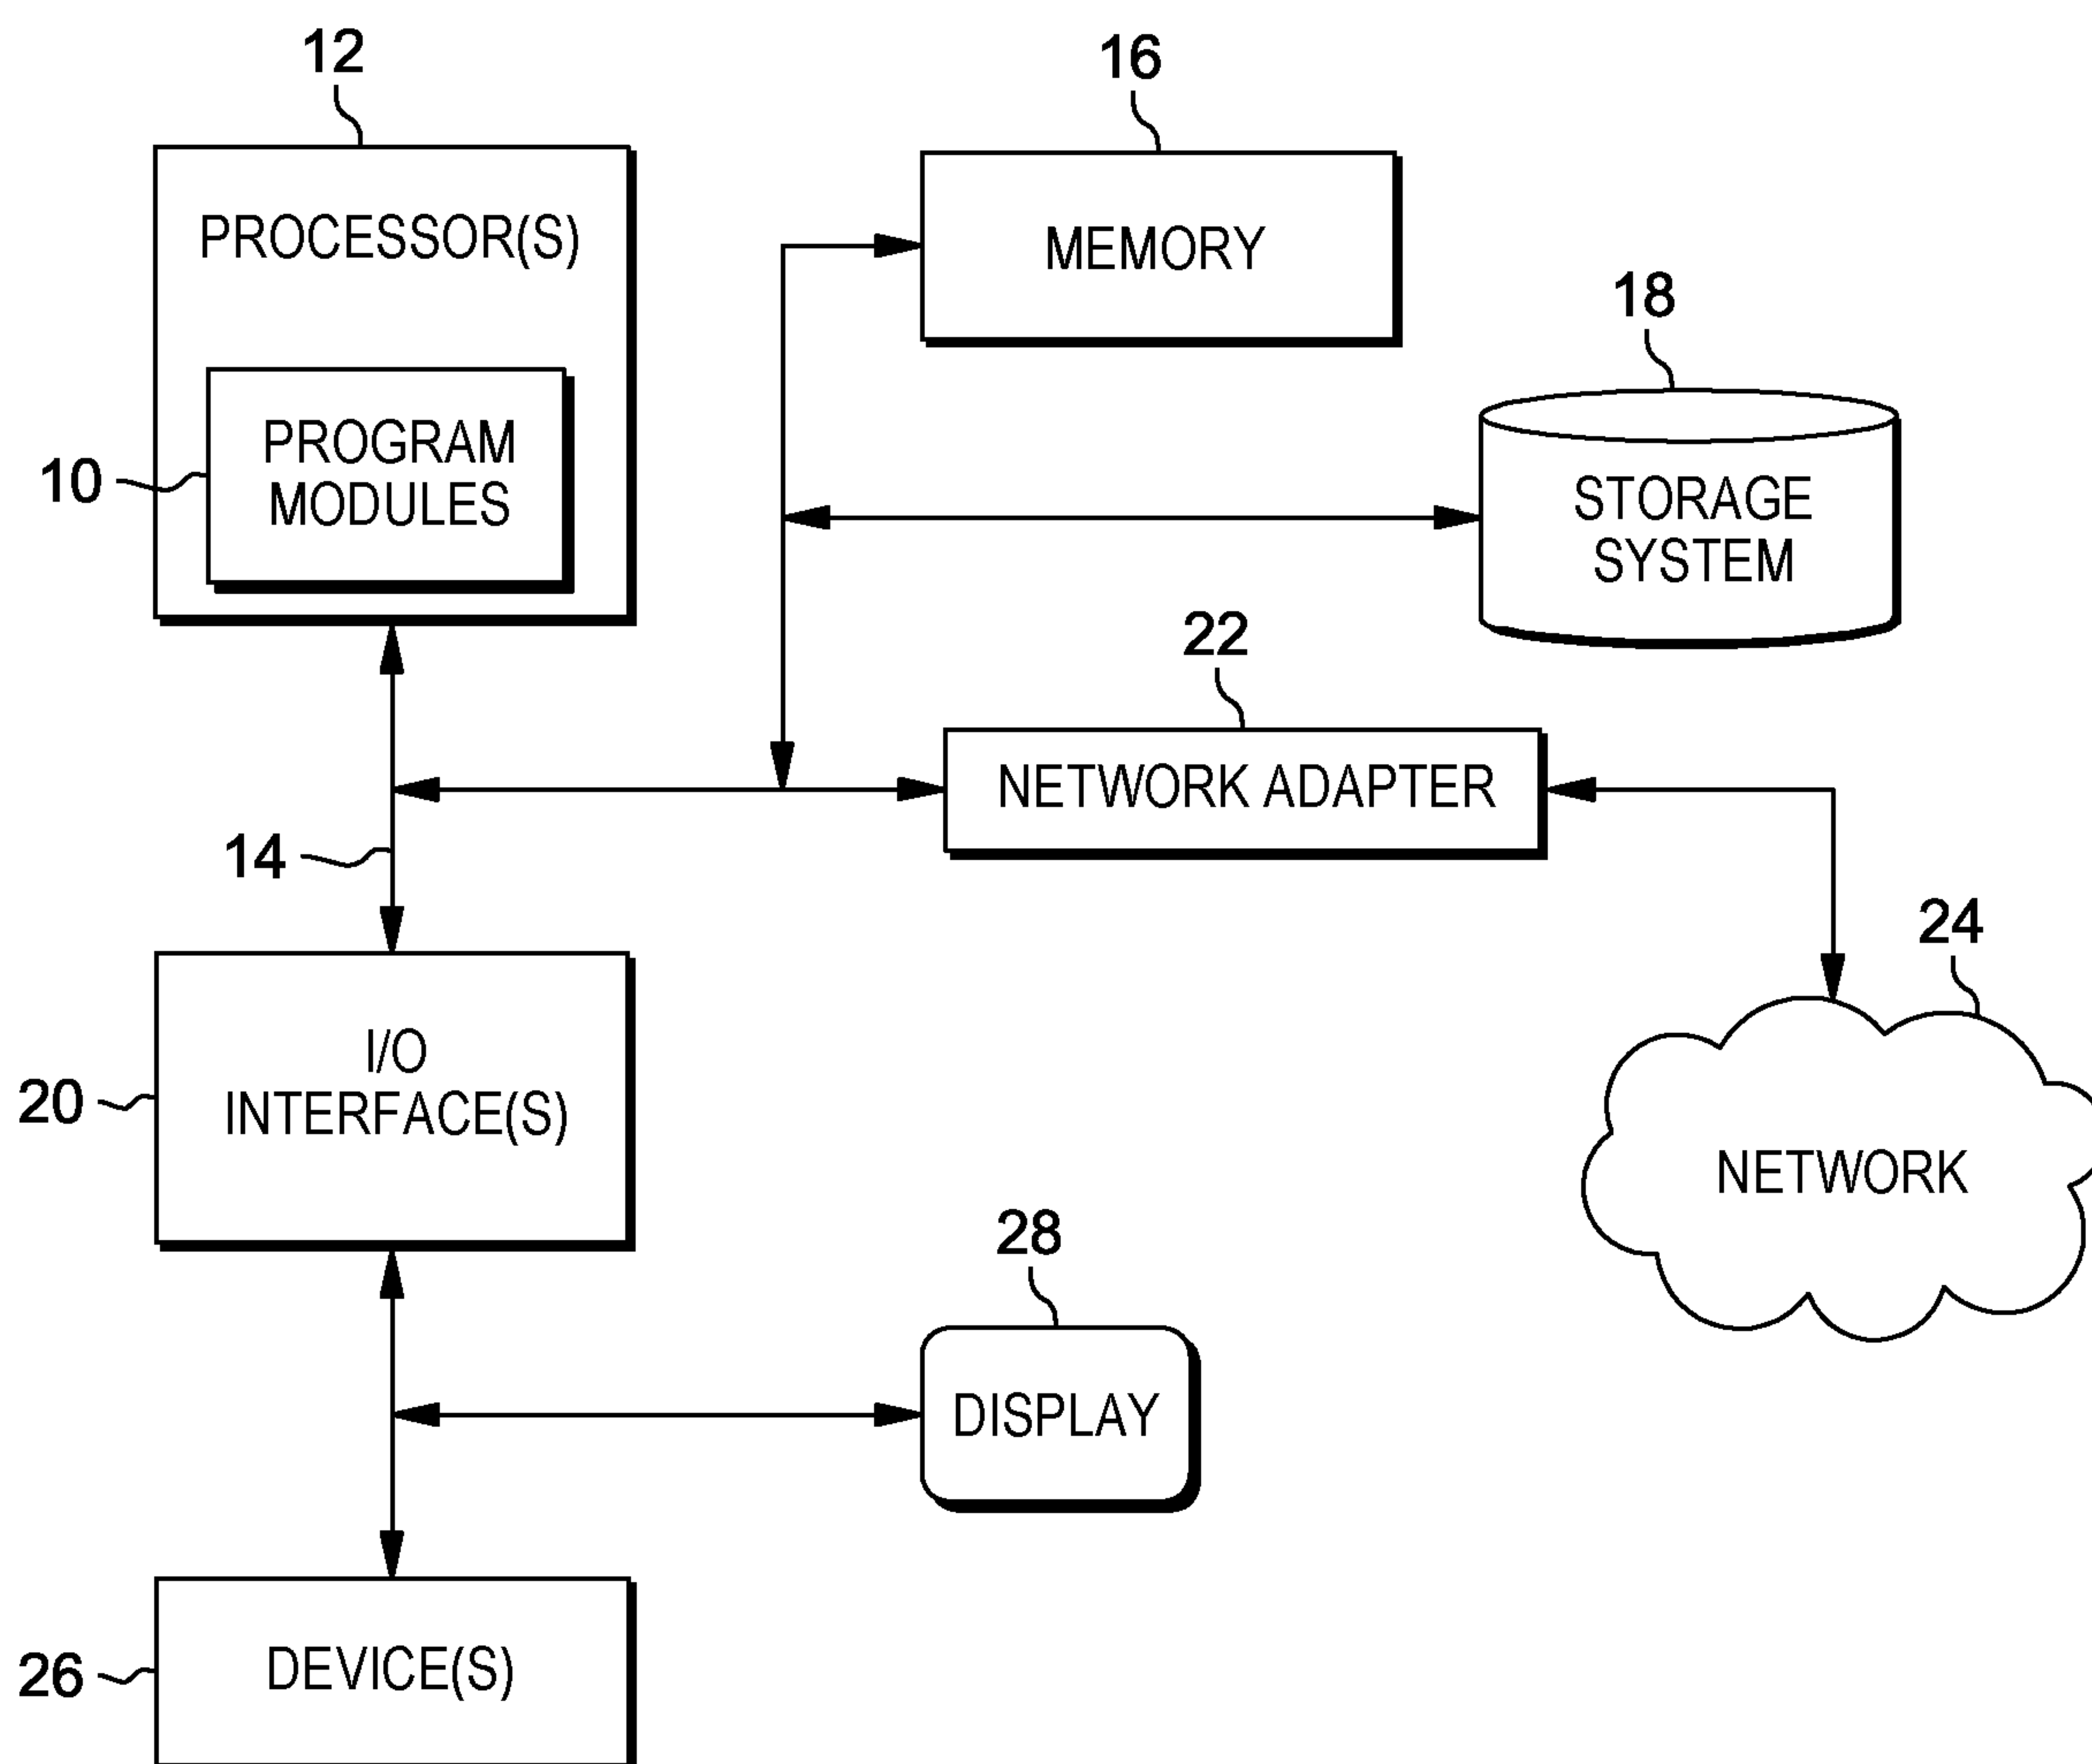 12
PROCESSOR(S)
10
PROGRAM
MODULES
16
MEMORY
18
STORAGE
SYSTEM
22
NETWORK ADAPTER
14
24
NETWORK
20
I/O
INTERFACE(S)
28
DISPLAY
26
DEVICE(S)